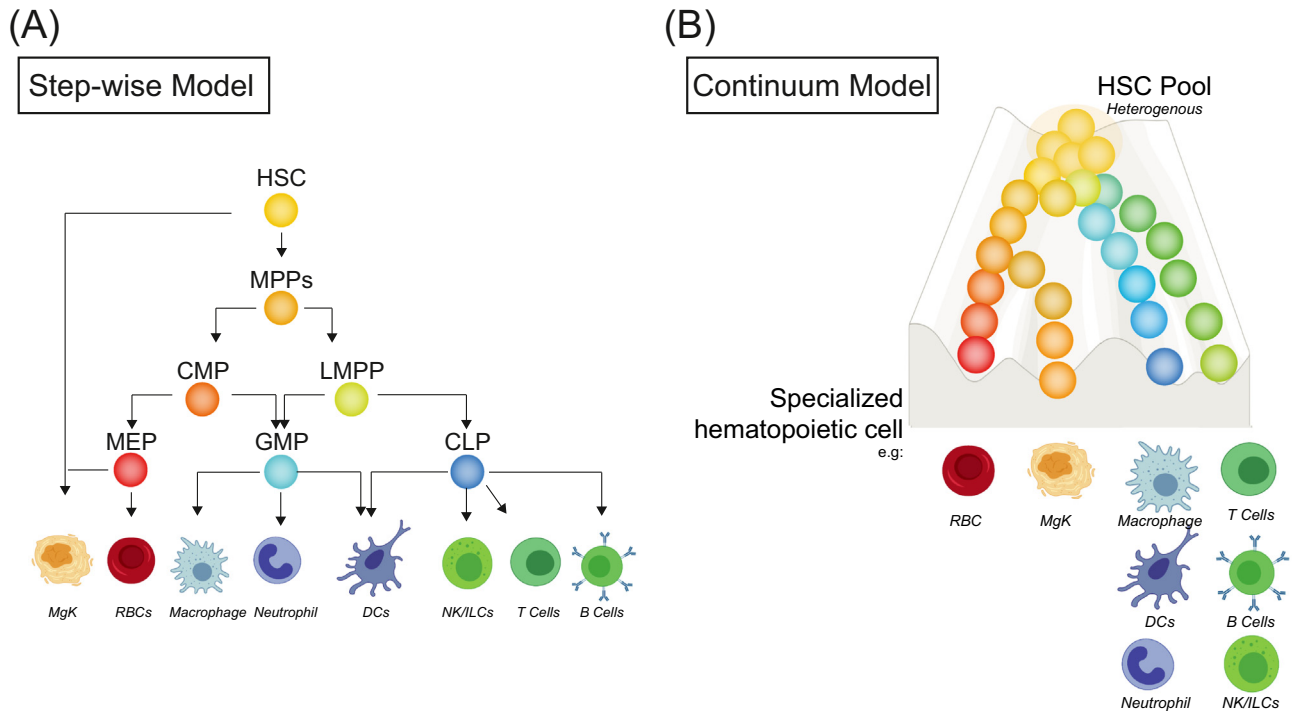 (A)
Step-wise Model
HSC
MPPs
CMP
LMPP
MEP
GMP
CLP
MgK
RBCs
Macrophage
Neutrophil
DCs
NK/ILCs
T Cells
B Cells
(B)
Continuum Model
HSC Pool
Heterogenous
Specialized
hematopoietic cell
e.g:
RBC
MgK
Macrophage
T Cells
DCs
B Cells
Neutrophil
NK/ILCs